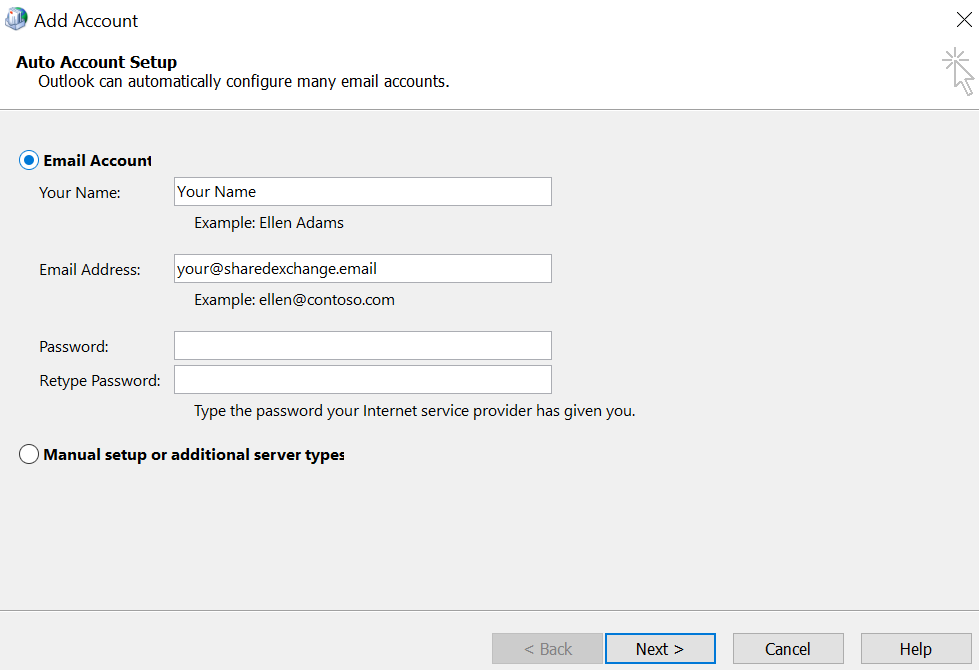 Add Account
Auto Account Setup
Outlook can automatically configure many email accounts.
Email Account
Your Name: Your Name
Example: Ellen Adams
Email Address: your@sharedexchange.email
Example: ellen@contoso.com
Password:
Retype Password:
Type the password your Internet service provider has given you.
Manual setup or additional server types
< Back Next > Cancel Help